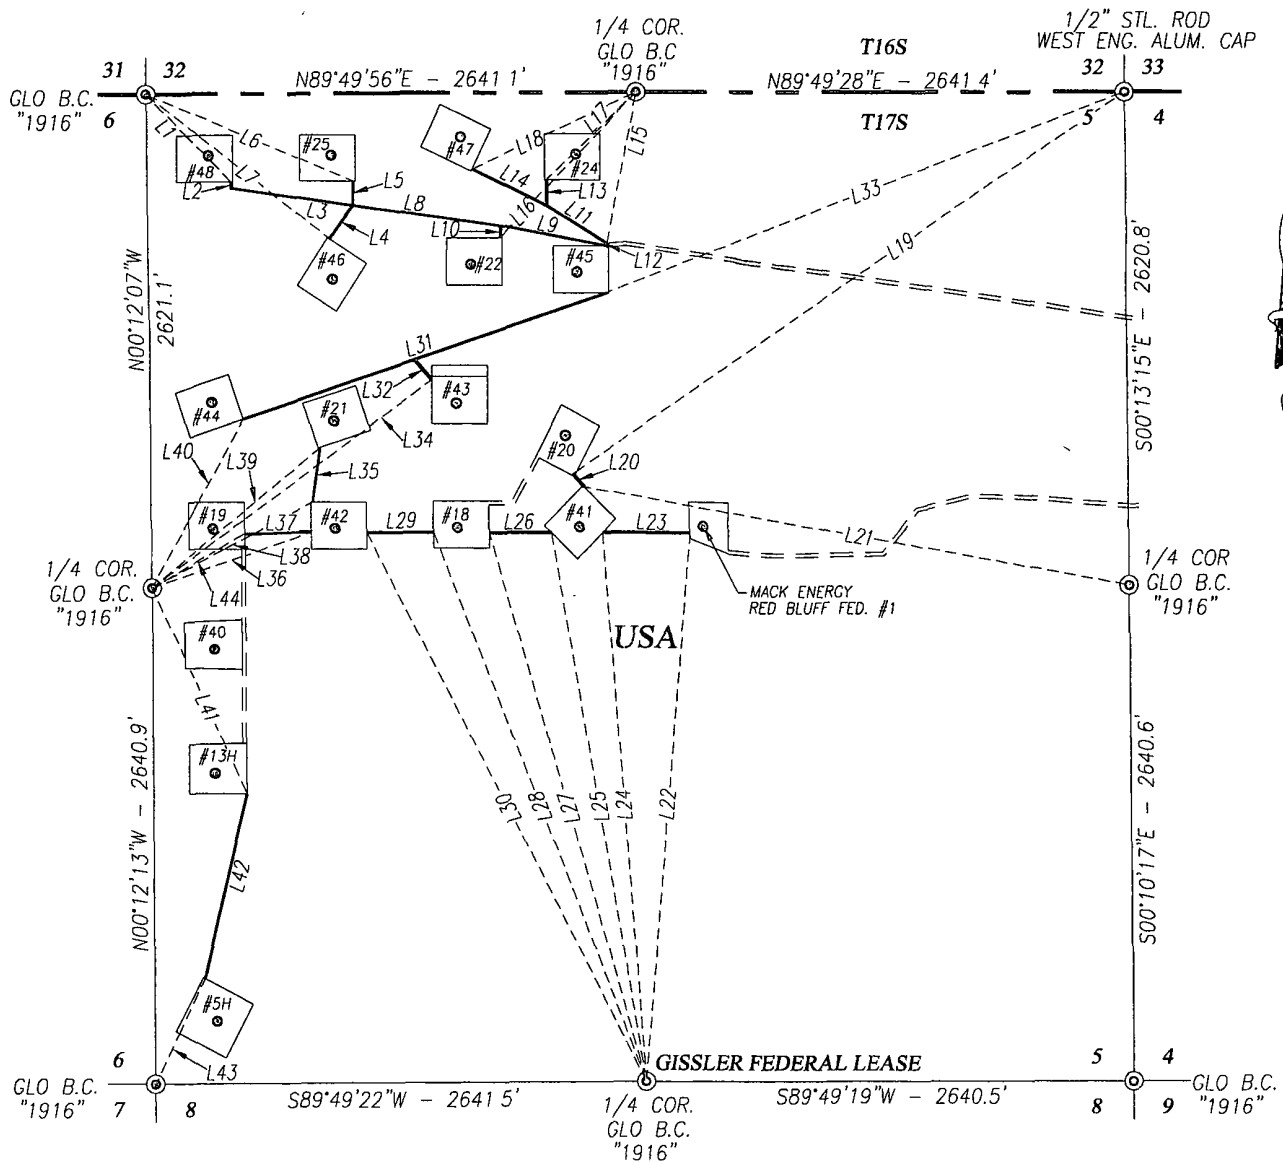 1/4 COR.
GLO B.C
"1916"
1/2" STL. ROD
WEST ENG. ALUM. CAP
31 32
N89°49'56"E - 2641 1'
T16S
N89°49'28"E - 2641.4'
32 33
GLO B.C.
"1916"
6
T17S
5 4
L1
L6
L7
#48
#25
#47
L18
L17
L15
#24
L2
L5
L14
L13
L3
L8
L16
L11
L33
L4
L10
L9
L12
L19
#46
#22
#45
N00°12'07"W
2621.1'
S00°13'15"E - 2620.8'
L31
L32
#43
#44
#21
L34
L40
L39
L35
#20
L20
#19
L37
#42
L29
#18
L26
#41
L23
L21
L38
L36
L44
1/4 COR.
GLO B.C.
"1916"
MACK ENERGY
RED BLUFF FED. #1
1/4 COR
GLO B.C.
"1916"
#40
USA
L41
#13H
N00°12'13"W - 2640.9'
S00°10'17"E - 2640.6'
L30
L28
L27
L25
L24
L22
L42
#5H
L43
6
GLO B.C.
"1916"
7 8
S89°49'22"W - 2641 5'
GISSLER FEDERAL LEASE
1/4 COR.
GLO B.C.
"1916"
S89°49'19"W - 2640.5'
5 4
8 9
GLO B.C.
"1916"